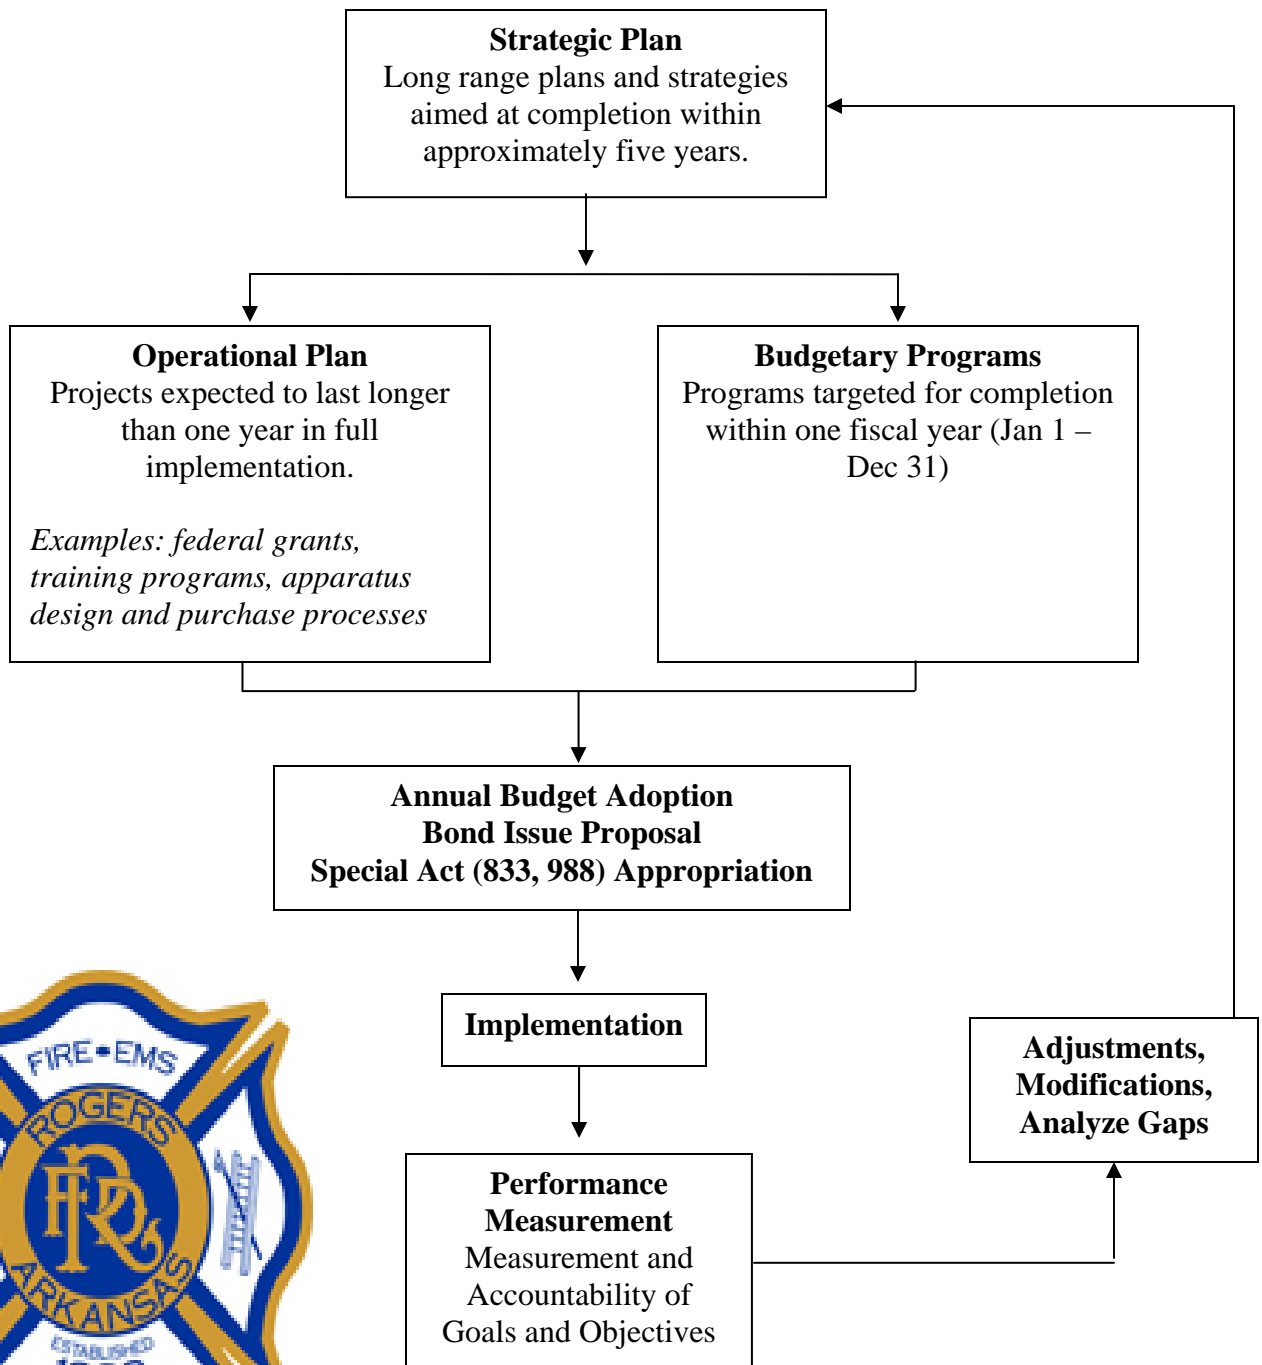 Strategic Plan
Long range plans and strategies
aimed at completion within
approximately five years.
Operational Plan
Projects expected to last longer
than one year in full
implementation.
Examples: federal grants,
training programs, apparatus
design and purchase processes
Budgetary Programs
Programs targeted for completion
within one fiscal year (Jan 1 –
Dec 31)
Annual Budget Adoption
Bond Issue Proposal
Special Act (833, 988) Appropriation
Implementation
Adjustments,
Modifications,
Analyze Gaps
Performance
Measurement
Measurement and
Accountability of
Goals and Objectives
FIRE • EMS
ROGERS
RFD
ARKANSAS
ESTABLISHED